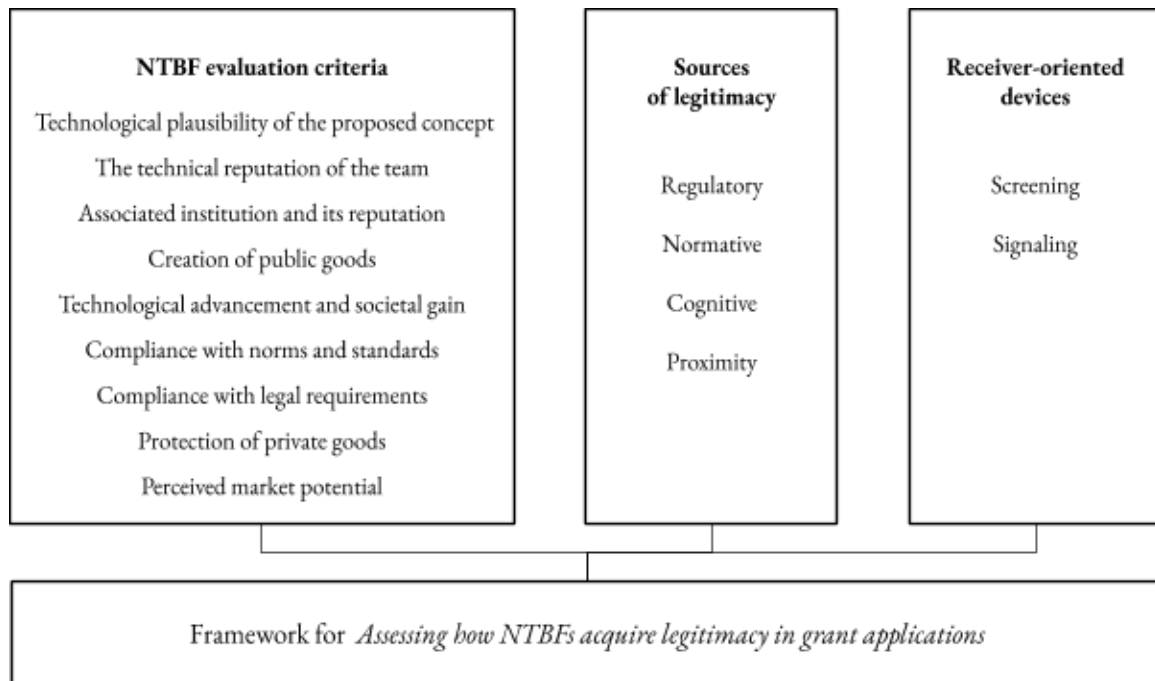 NTBF evaluation criteria
Technological plausibility of the proposed concept
The technical reputation of the team
Associated institution and its reputation
Creation of public goods
Technological advancement and societal gain
Compliance with norms and standards
Compliance with legal requirements
Protection of private goods
Perceived market potential
Sources
of legitimacy
Regulatory
Normative
Cognitive
Proximity
Receiver-oriented
devices
Screening
Signaling
Framework for Assessing how NTBFs acquire legitimacy in grant applications